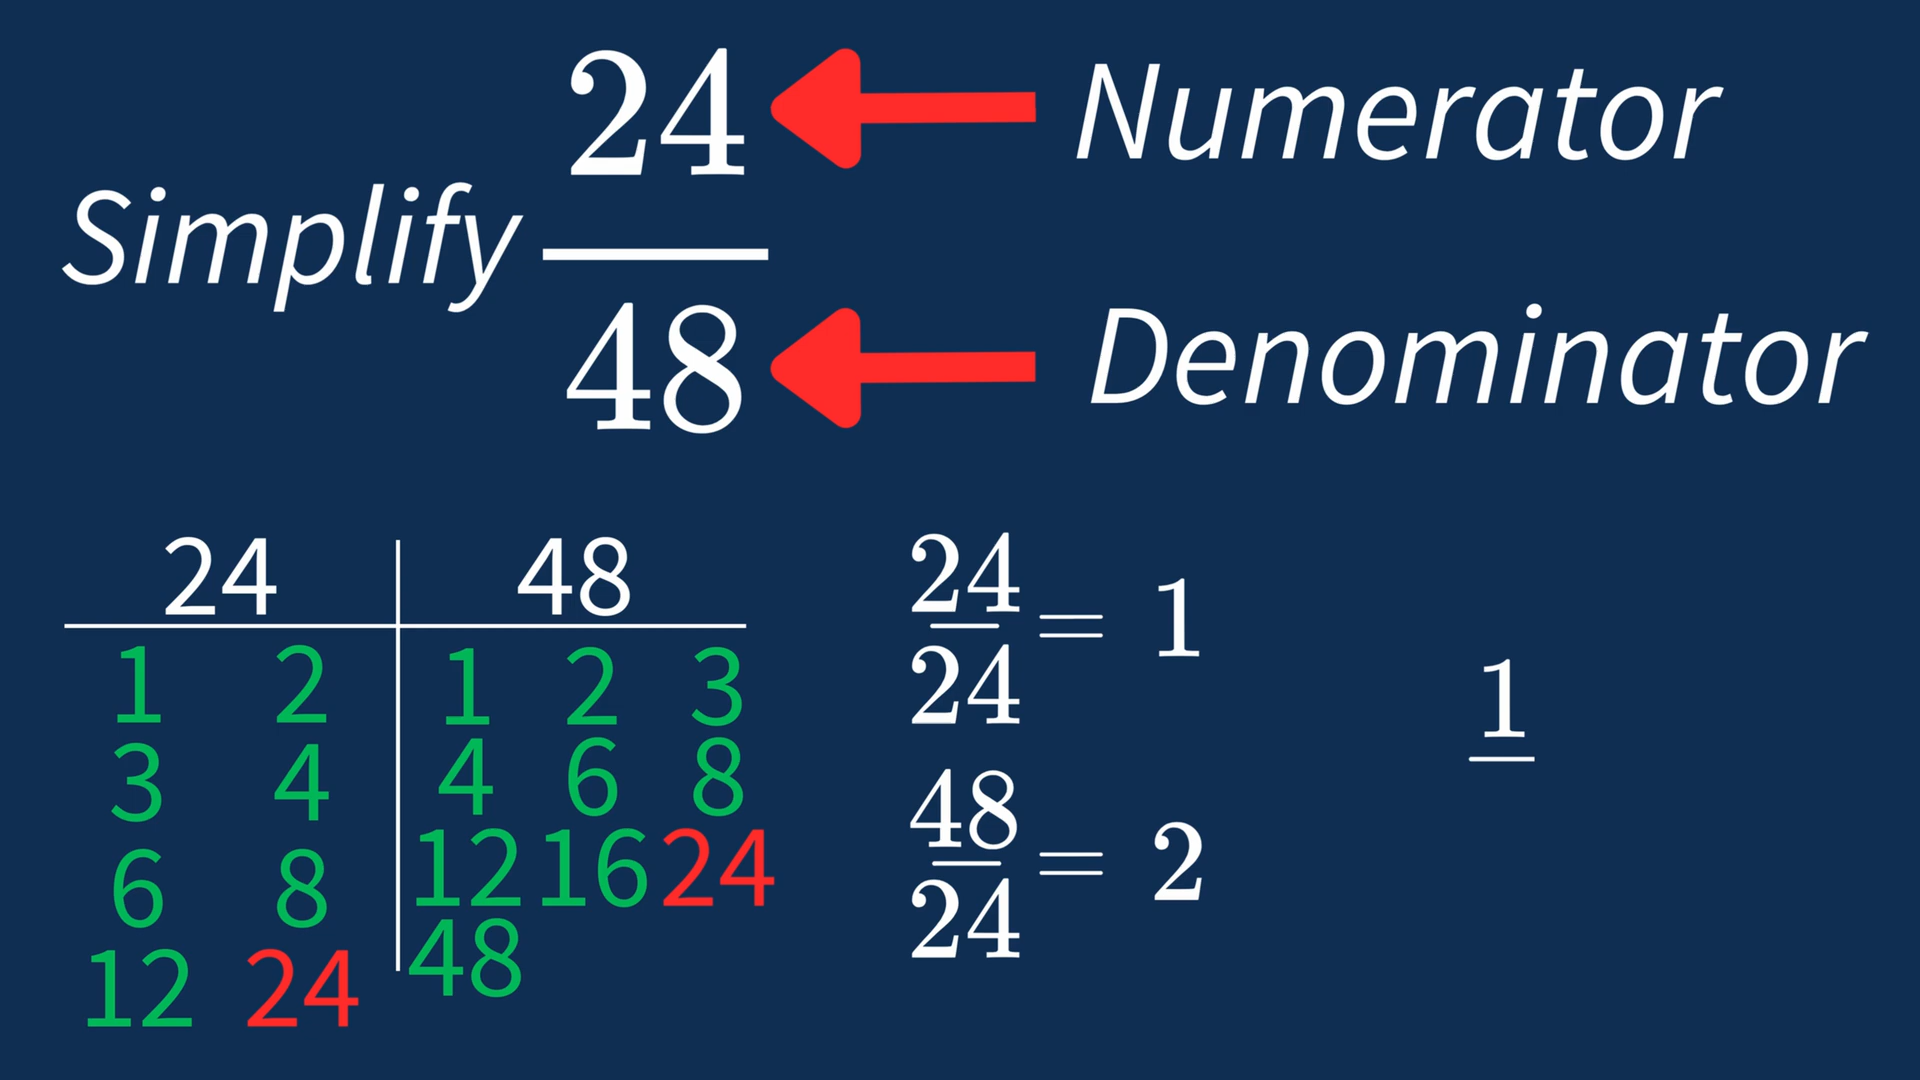 Simplify 24/48
Numerator
Denominator
24 48
1 2 1 2 3
3 4 4 6 8
6 8 12 16 24
12 24 48
24/24 = 1
48/24 = 2
1